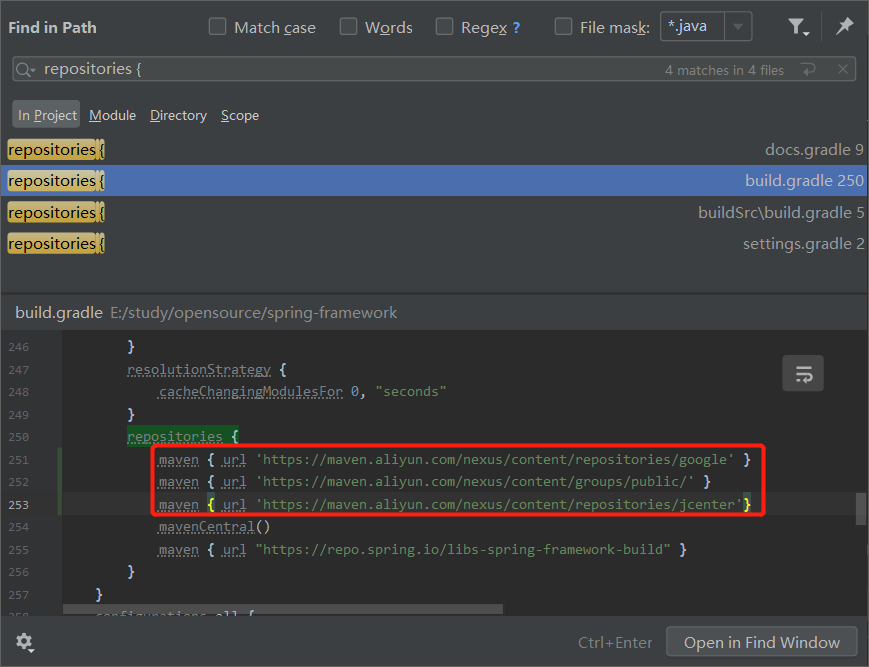 Find in Path Match case Words Regex ? File mask: *.java
repositories { 4 matches in 4 files
In Project Module Directory Scope
repositories { docs.gradle 9
repositories { build.gradle 250
repositories { buildSrc\build.gradle 5
repositories { settings.gradle 2
build.gradle E:/study/opensource/spring-framework
246 }
247 resolutionStrategy {
248 cacheChangingModulesFor 0, "seconds"
249 }
250 repositories {
251 maven { url 'https://maven.aliyun.com/nexus/content/repositories/google' }
252 maven { url 'https://maven.aliyun.com/nexus/content/groups/public/' }
253 maven { url 'https://maven.aliyun.com/nexus/content/repositories/jcenter'}
254 mavenCentral()
255 maven { url "https://repo.spring.io/libs-spring-framework-build" }
256 }
257 }
258 configurations.all {
Ctrl+Enter Open in Find Window